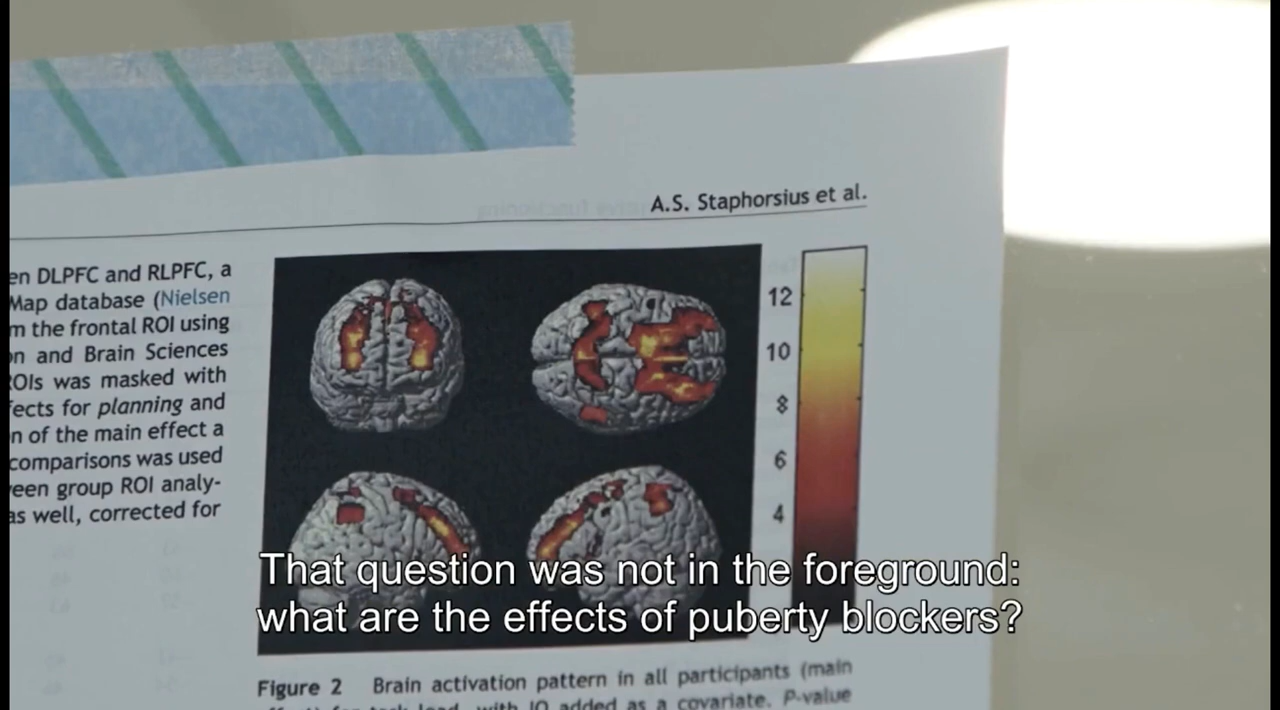 A.S. Staphorsius et al.
en DLPFC and RLPFC, a
Map database (Nielsen
m the frontal ROI using
on and Brain Sciences
ROIs was masked with
fects for planning and
n of the main effect a
comparisons was used
een group ROI analy-
as well, corrected for
12
10
8
6
4
That question was not in the foreground:
what are the effects of puberty blockers?
Figure 2 Brain activation pattern in all participants (main
for task load, with IQ added as a covariate. P-value